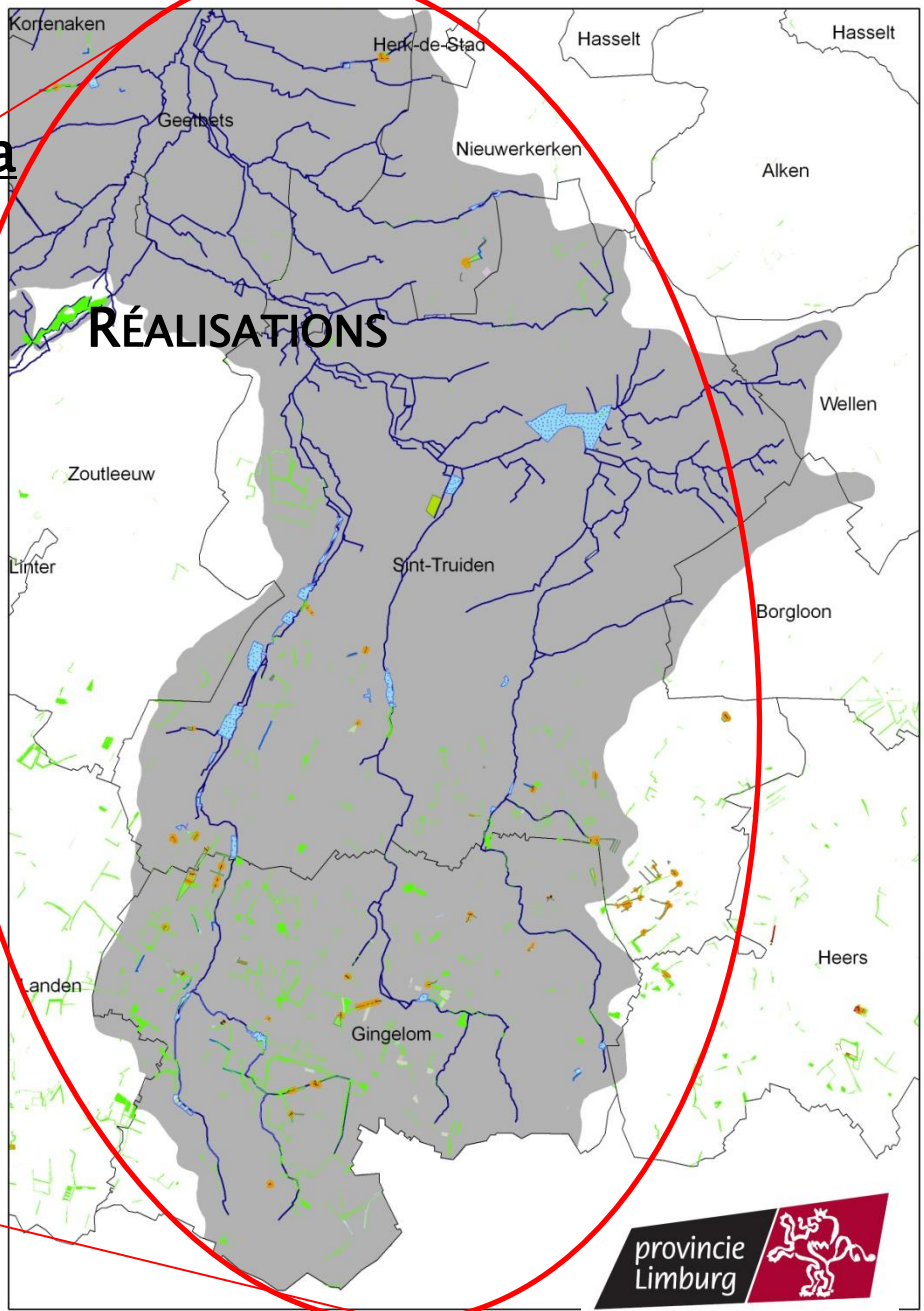 Kortenaken
Herk-de-Stad
Hasselt
Hasselt
Geetbets
Nieuwerkerken
a
Alken
RÉALISATIONS
Wellen
Zoutleeuw
Linter
Sint-Truiden
Borgloon
Landen
Heers
Gingelom
provincie
Limburg